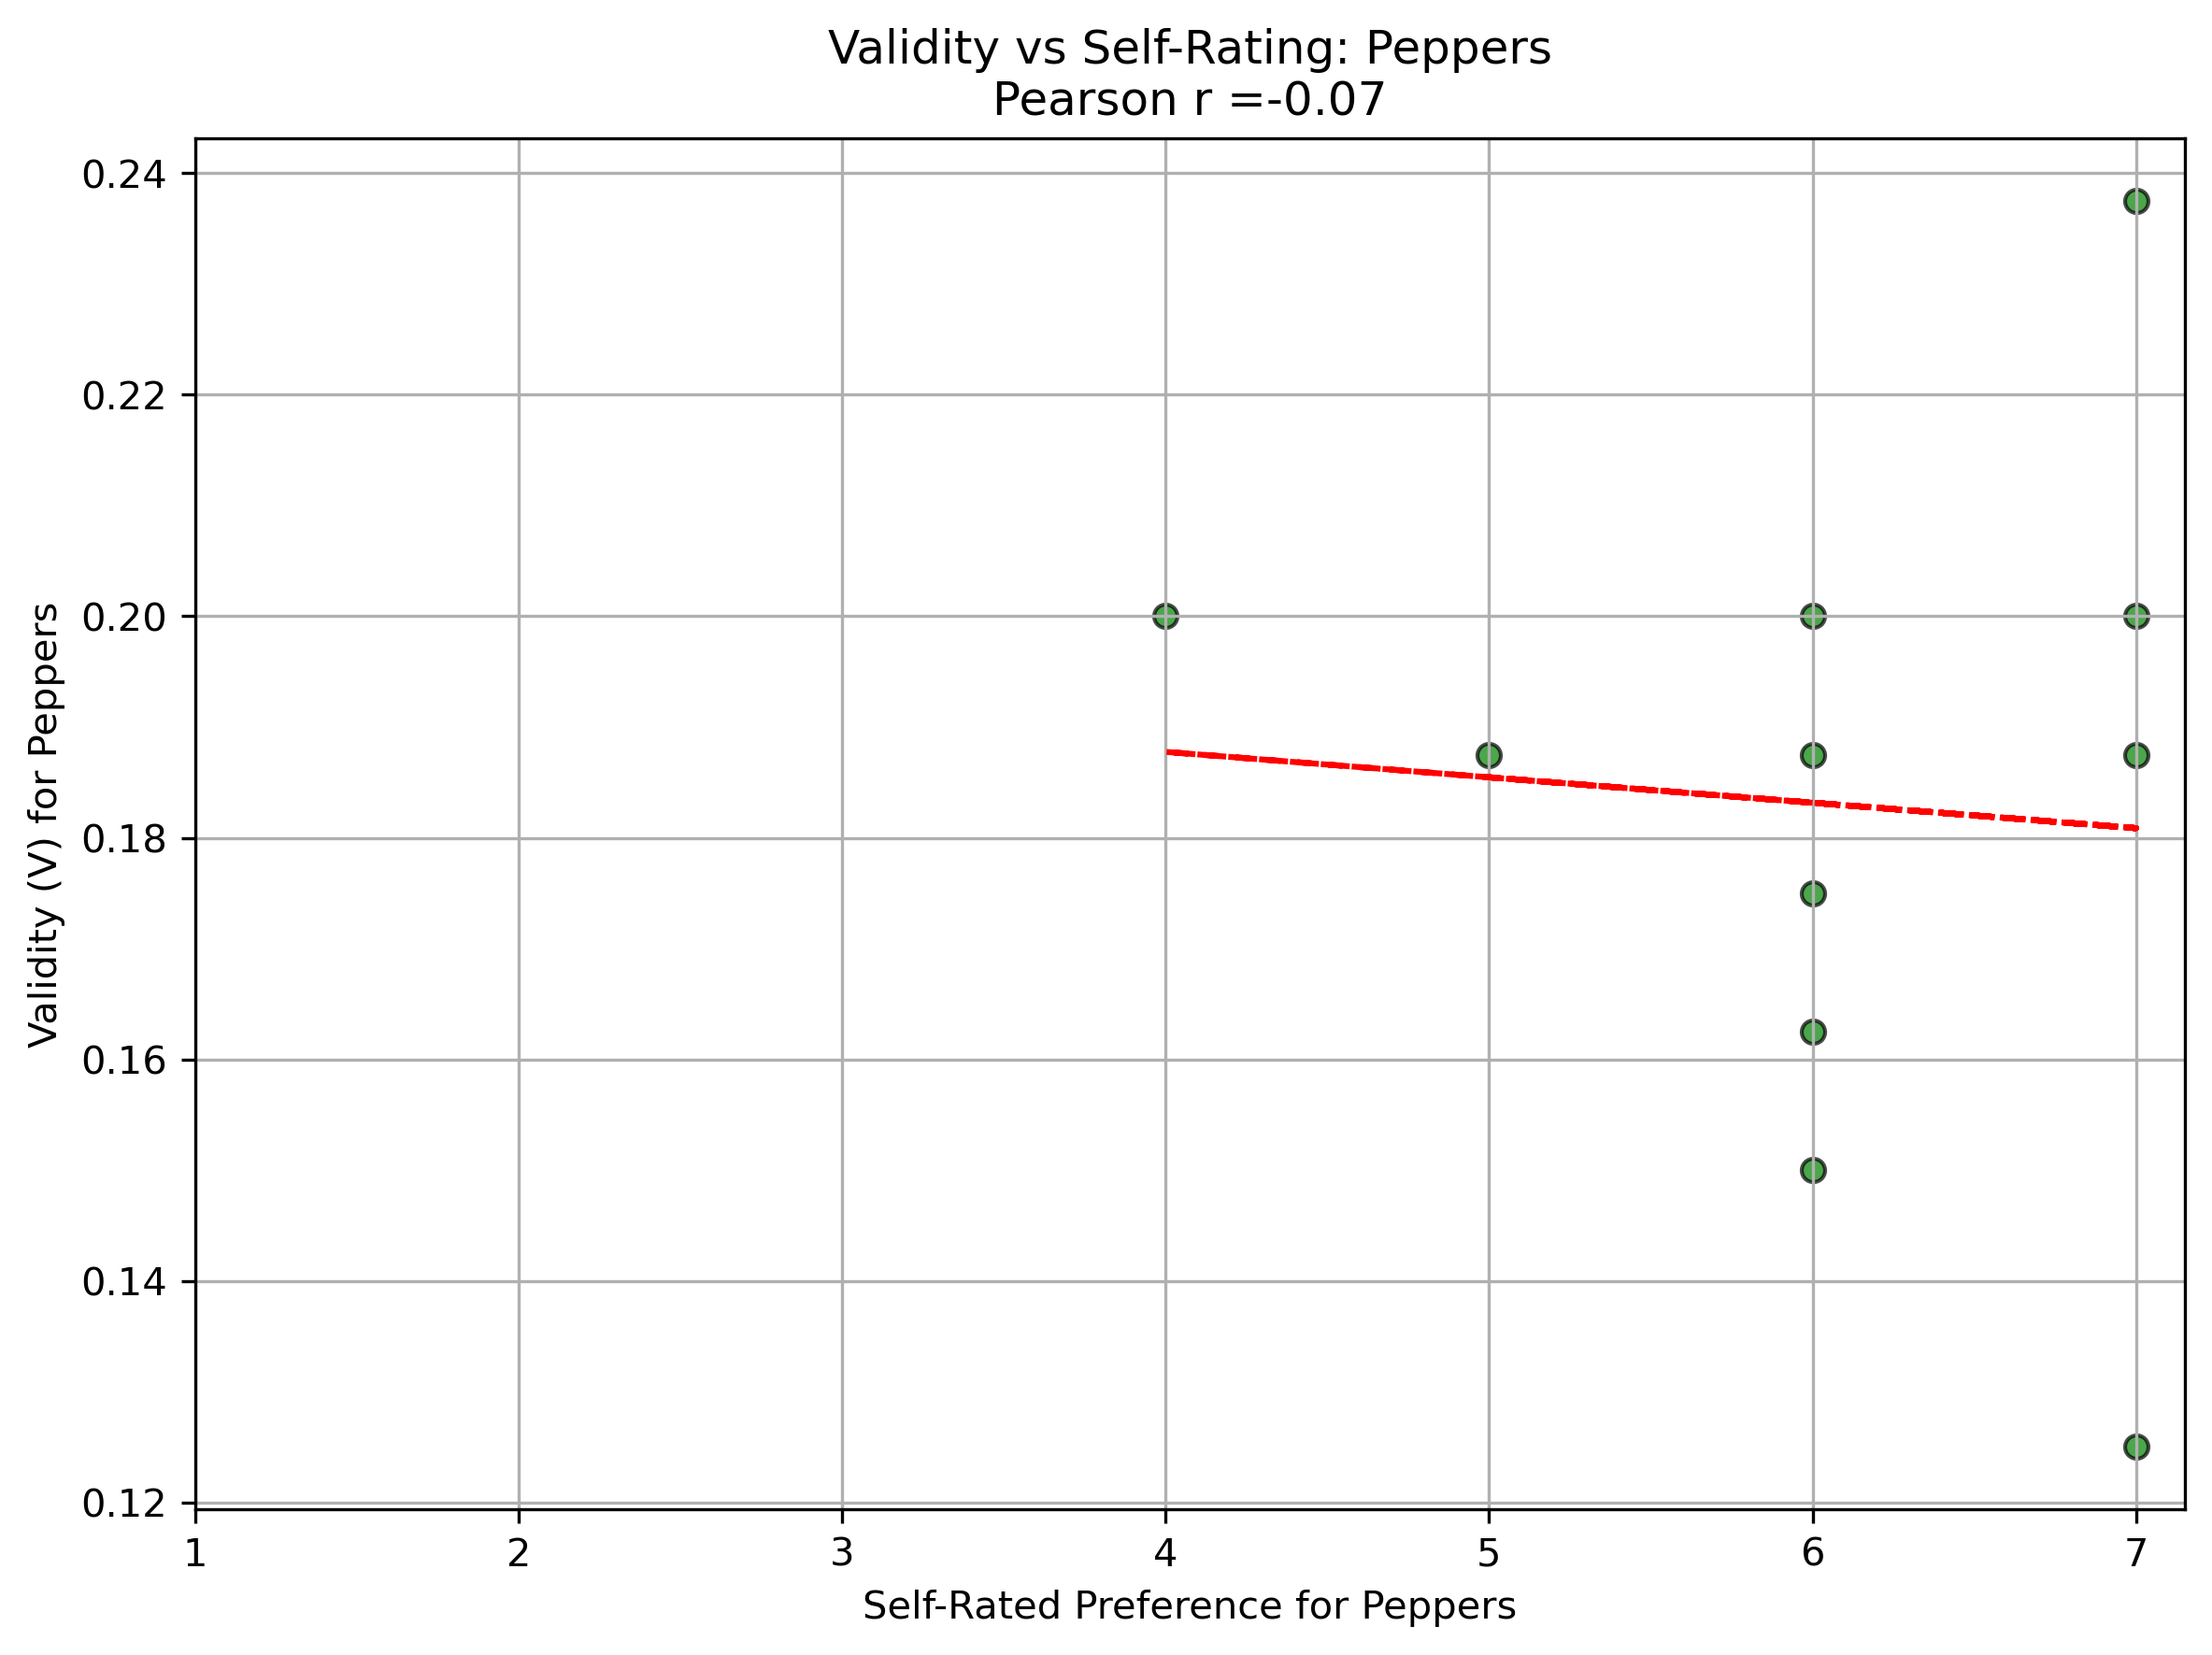 Validity vs Self-Rating: Peppers
Pearson r =-0.07
Validity (V) for Peppers
0.24
0.22
0.20
0.18
0.16
0.14
0.12
1 2 3 4 5 6 7
Self-Rated Preference for Peppers